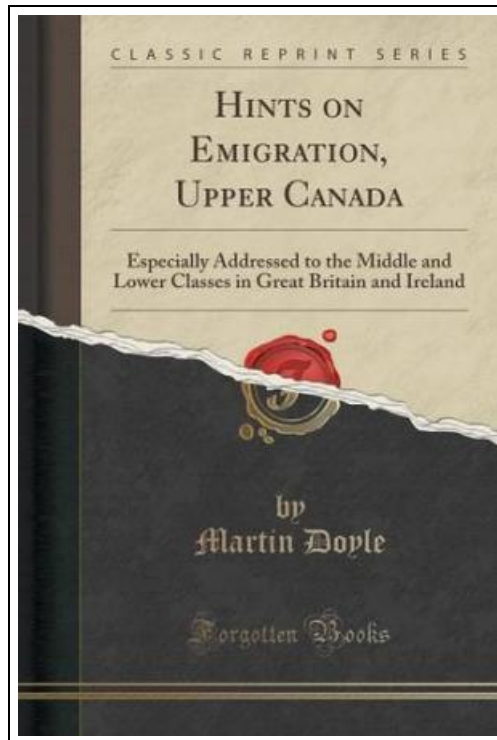 CLASSIC REPRINT SERIES
HINTS ON
EMIGRATION,
UPPER CANADA
Especially Addressed to the Middle and
Lower Classes in Great Britain and Ireland
by
Martin Doyle
Forgotten Books